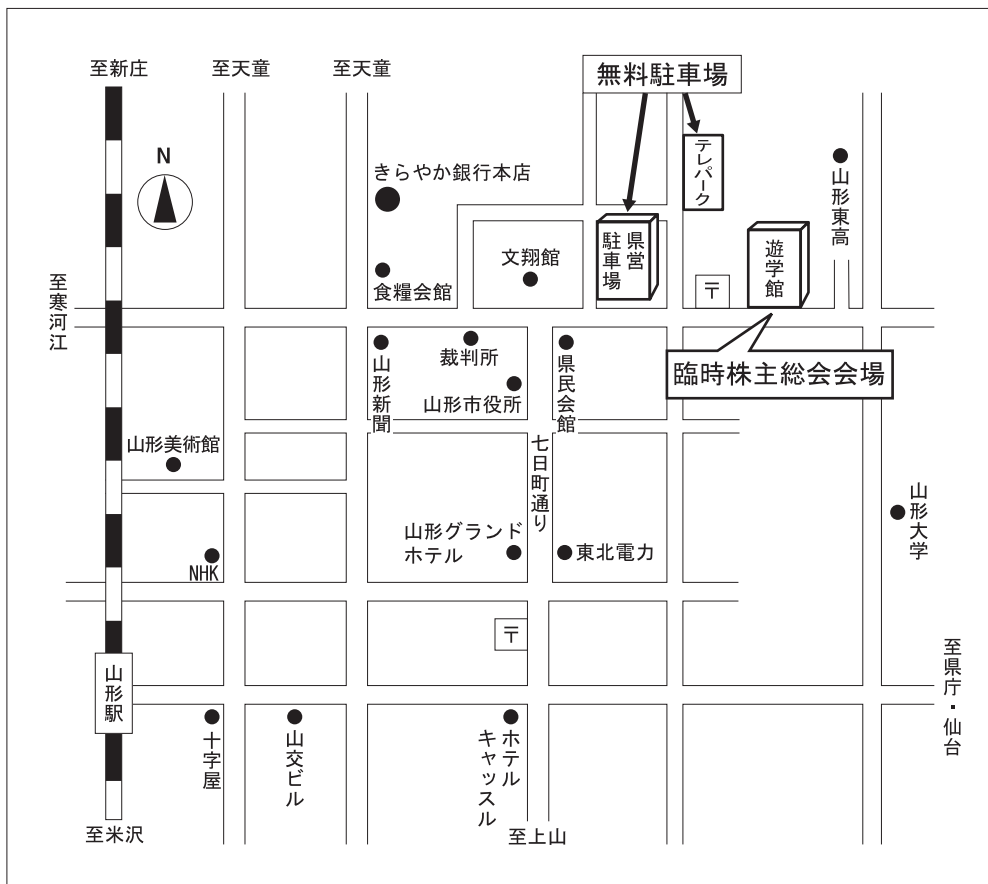 至新庄
至天童
至天童
無料駐車場
N
テレパーク
きらやか銀行本店
山形東高
県営
駐車場
遊学館
文翔館
食糧会館
〒
至寒河江
山形新聞
裁判所
県民会館
臨時株主総会会場
山形市役所
山形美術館
七日町通り
山形大学
山形グランド
ホテル
東北電力
NHK
〒
至県庁・仙台
山形駅
十字屋
山交ビル
ホテル
キャッスル
至米沢
至上山